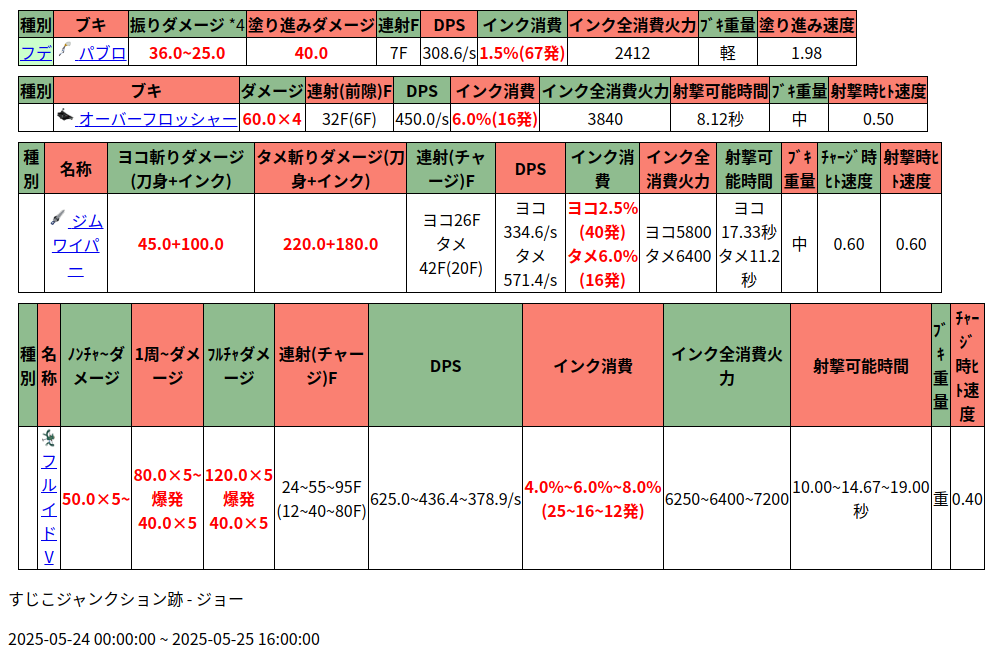 種別 ブキ 振りダメージ *4 塗り進みダメージ 連射F DPS インク消費 インク全消費火力 ﾌﾞｷ重量 塗り進み速度
フデ パブロ 36.0~25.0 40.0 7F 308.6/s 1.5%(67発) 2412 軽 1.98
種別 ブキ ダメージ 連射(前隙)F DPS インク消費 インク全消費火力 射撃可能時間 ﾌﾞｷ重量 射撃時ﾋﾄ速度
オーバーフロッシャー 60.0×4 32F(6F) 450.0/s 6.0%(16発) 3840 8.12秒 中 0.50
種別 名称 ヨコ斬りダメージ(刀身+インク) タメ斬りダメージ(刀身+インク) 連射(チャージ)F DPS インク消費 インク全消費火力 射撃可能時間 ﾌﾞｷ重量 ﾁｬｰｼﾞ時ﾋﾄ速度 射撃時ﾋﾄ速度
ジムワイパー 45.0+100.0 220.0+180.0 ヨコ26F タメ42F(20F) ヨコ334.6/s タメ571.4/s ヨコ2.5%(40発) タメ6.0%(16発) ヨコ5800 タメ6400 ヨコ17.33秒 タメ11.2秒 中 0.60 0.60
種別 名称 ﾉﾝﾁｬ~ダメージ 1周~ダメージ ﾌﾙﾁｬダメージ 連射(チャージ)F DPS インク消費 インク全消費火力 射撃可能時間 ﾌﾞｷ重量 ﾁｬｰｼﾞ時ﾋﾄ速度
フルイドV 50.0×5~ 80.0×5~爆発40.0×5 120.0×5爆発40.0×5 24~55~95F(12~40~80F) 625.0~436.4~378.9/s 4.0%~6.0%~8.0%(25~16~12発) 6250~6400~7200 10.00~14.67~19.00秒 重 0.40
すじこジャンクション跡 - ジョー
2025-05-24 00:00:00 ~ 2025-05-25 16:00:00